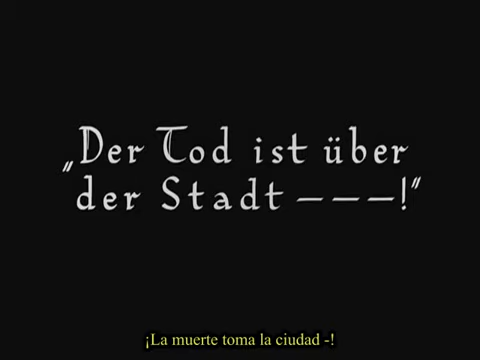 „Der Tod ist über
der Stadt – – –!“
¡La muerte toma la ciudad -!